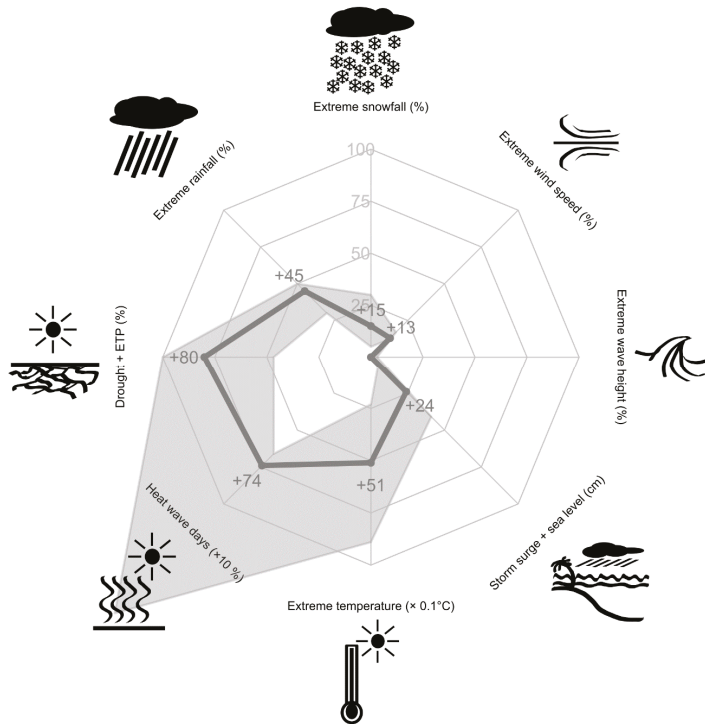 Extreme snowfall (%)
Extreme rainfall (%)
Extreme wind speed (%)
100
75
50
25
+45
+15
+13
+80
Drough: + ETP (%)
Extreme wave height (%)
+24
+74
+51
Heat wave days (×10 %)
Storm surge + sea level (cm)
Extreme temperature (× 0.1°C)